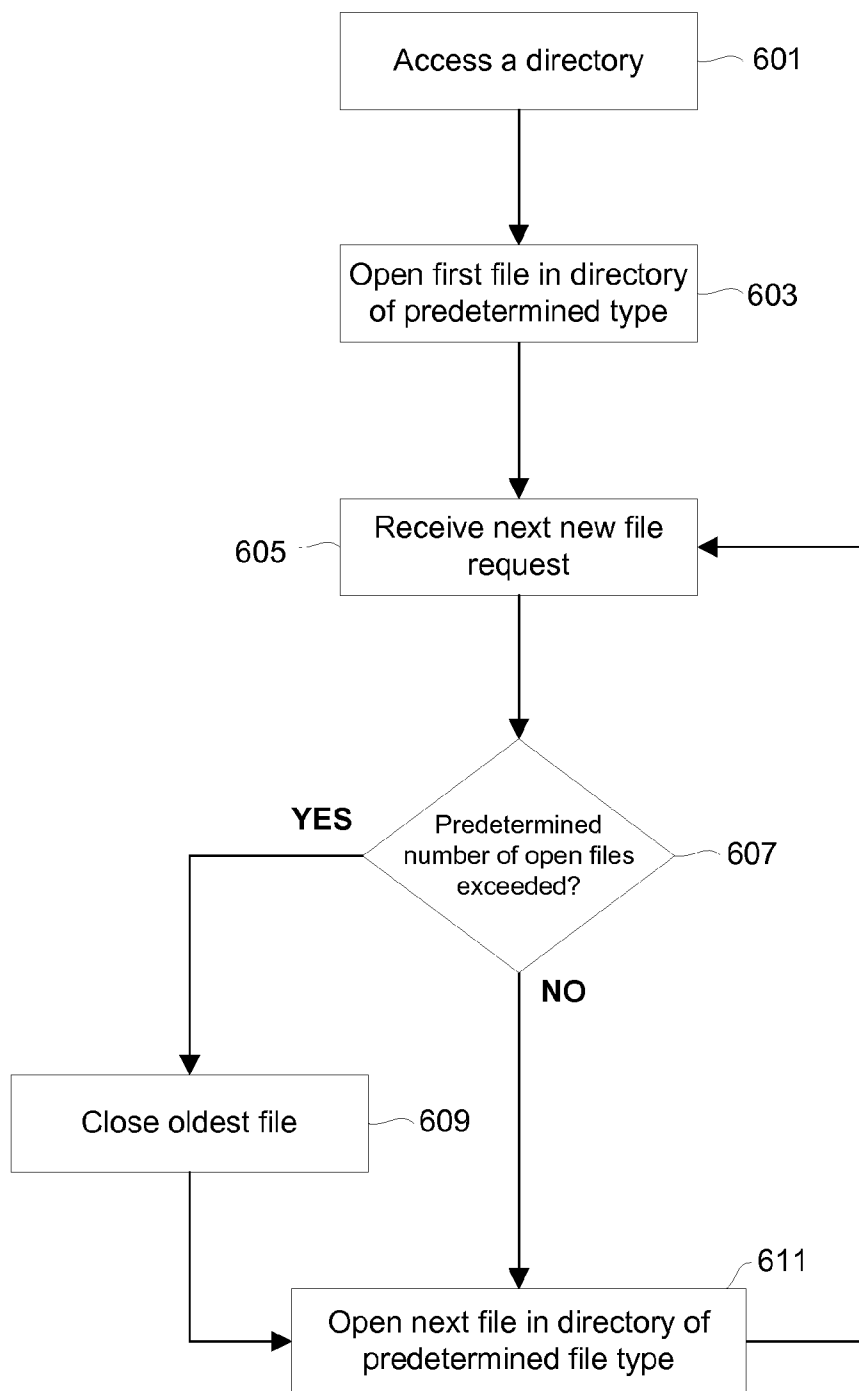 Access a directory
601
Open first file in directory
of predetermined type
603
Receive next new file
request
605
YES
Predetermined
number of open files
exceeded?
607
NO
Close oldest file
609
611
Open next file in directory of
predetermined file type